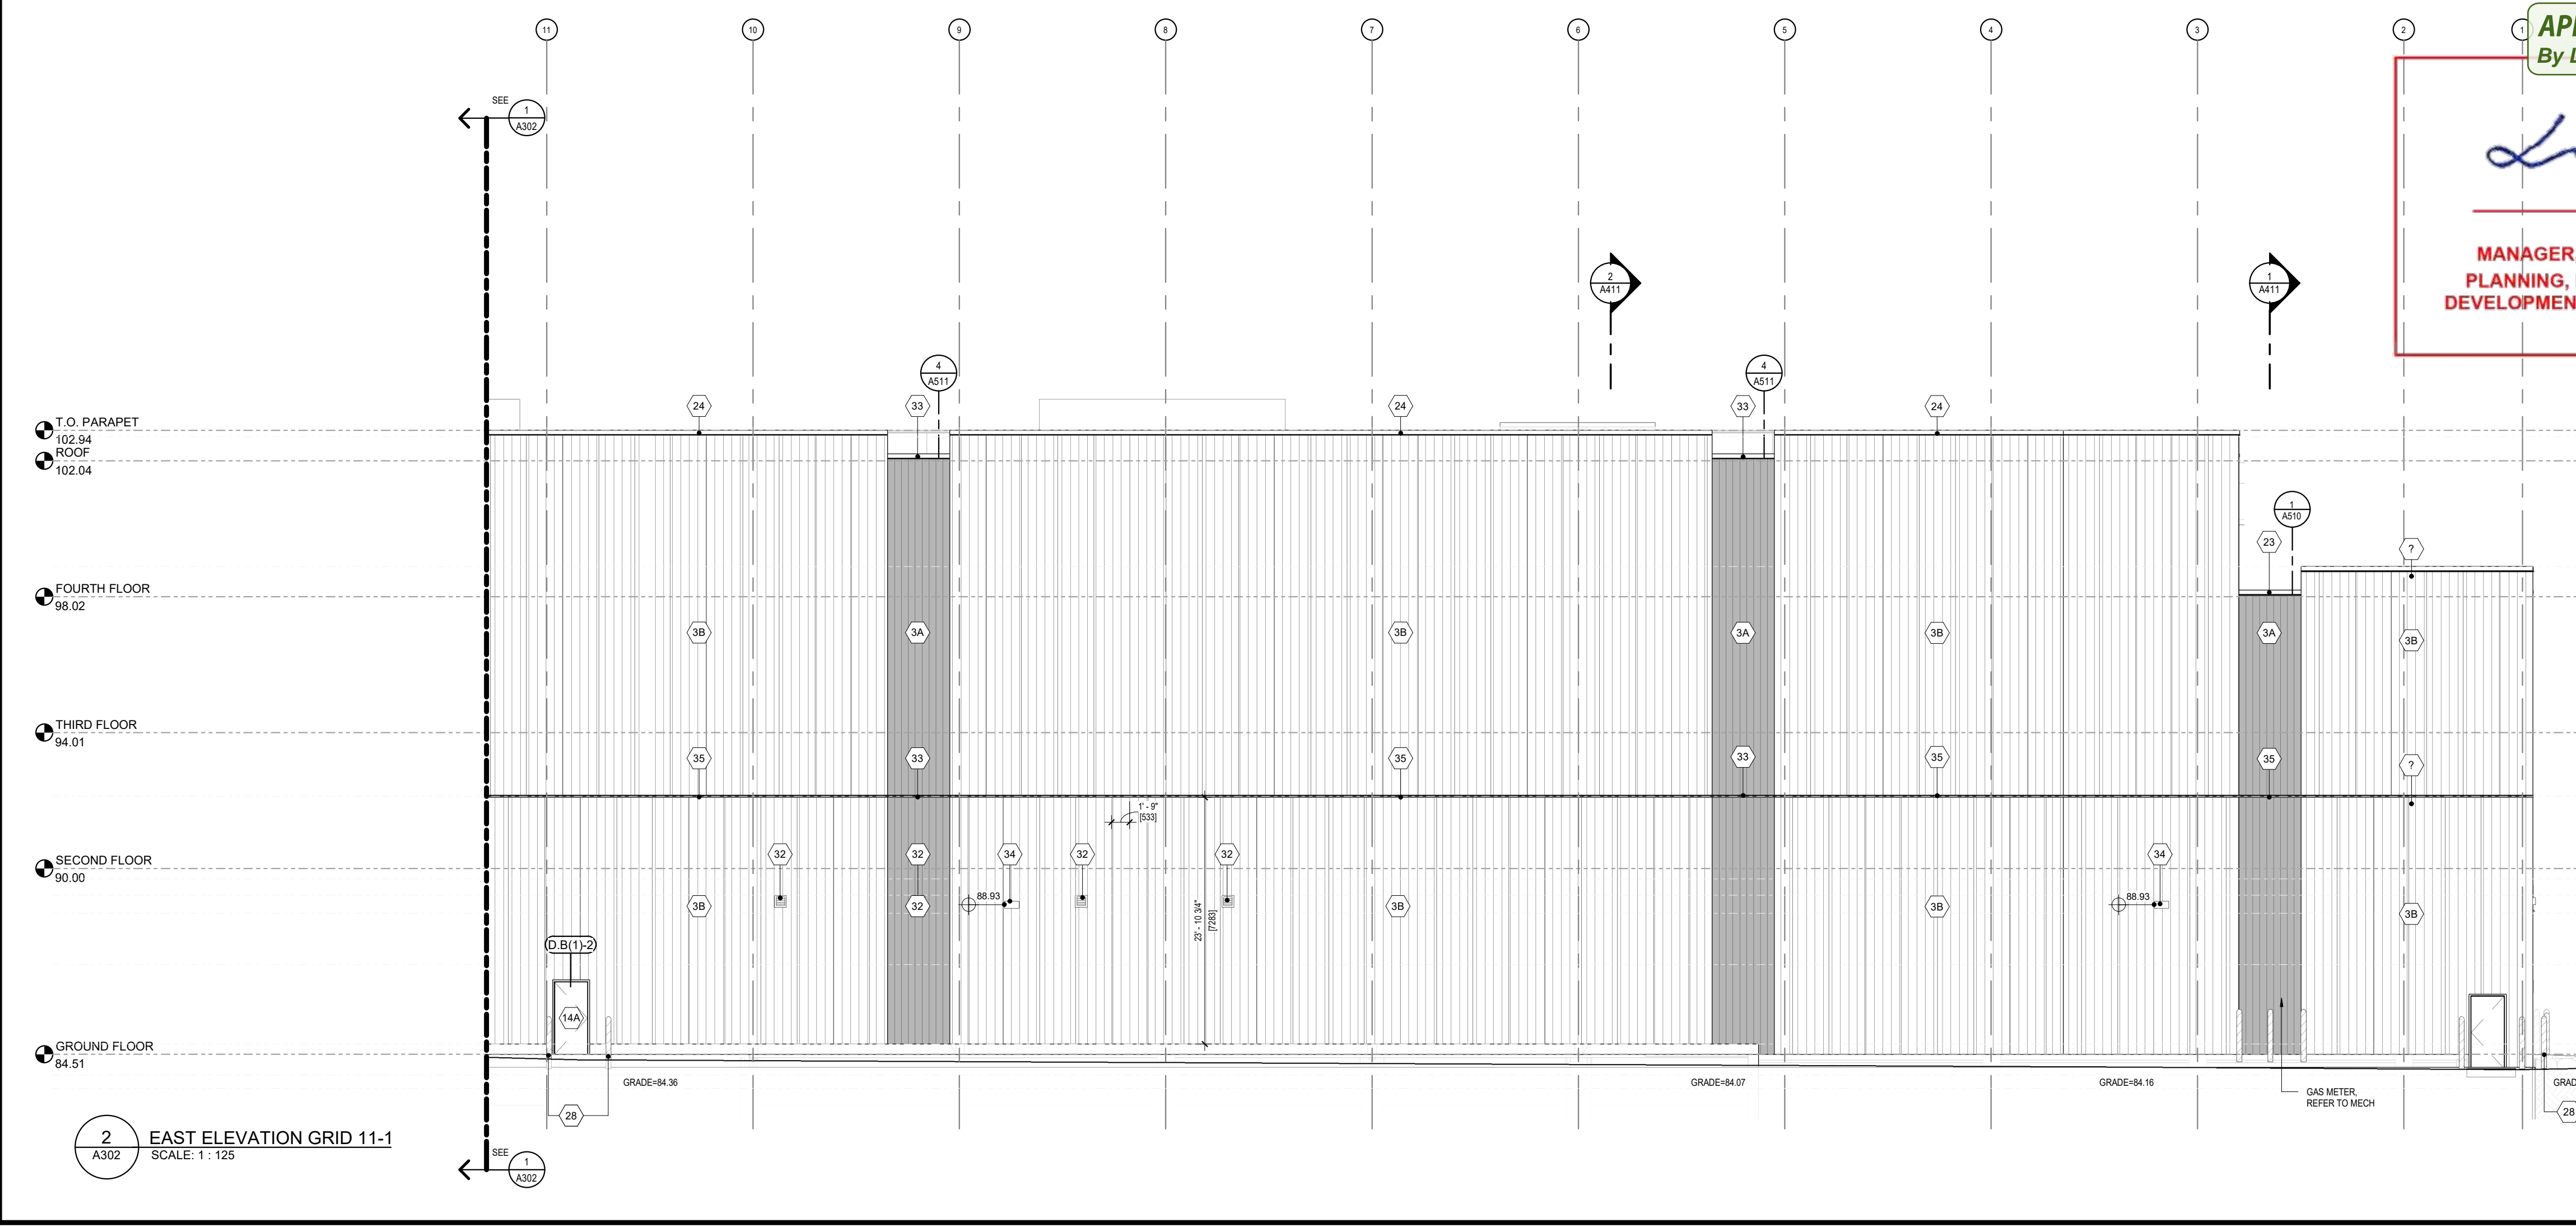 11 10 9 8 7 6 5 4 3 2 1
By
SEE 1
A302
MANAGER
PLANNING,
2
A411
1
A411
4
A511
4
A511
24 33 24 33 24
T.O. PARAPET
102.94
ROOF
102.04
1
A510
23 ?
FOURTH FLOOR
98.02
3B 3A 3B 3A 3B 3A 3B
THIRD FLOOR
94.01
35 33 35 33 35 35 ?
1' - 9"
[533]
SECOND FLOOR
90.00
32 32 34 32 32 34
88.93 88.93
3B 32 3B 3B 3B
23' - 10 3/4"
[7283]
(D.B(1)-2)
14A
GROUND FLOOR
84.51
GRADE=84.36 GRADE=84.07 GRADE=84.16
GAS METER,
REFER TO MECH
28 28
2
A302
EAST ELEVATION GRID 11-1
SCALE: 1 : 125
SEE 1
A302